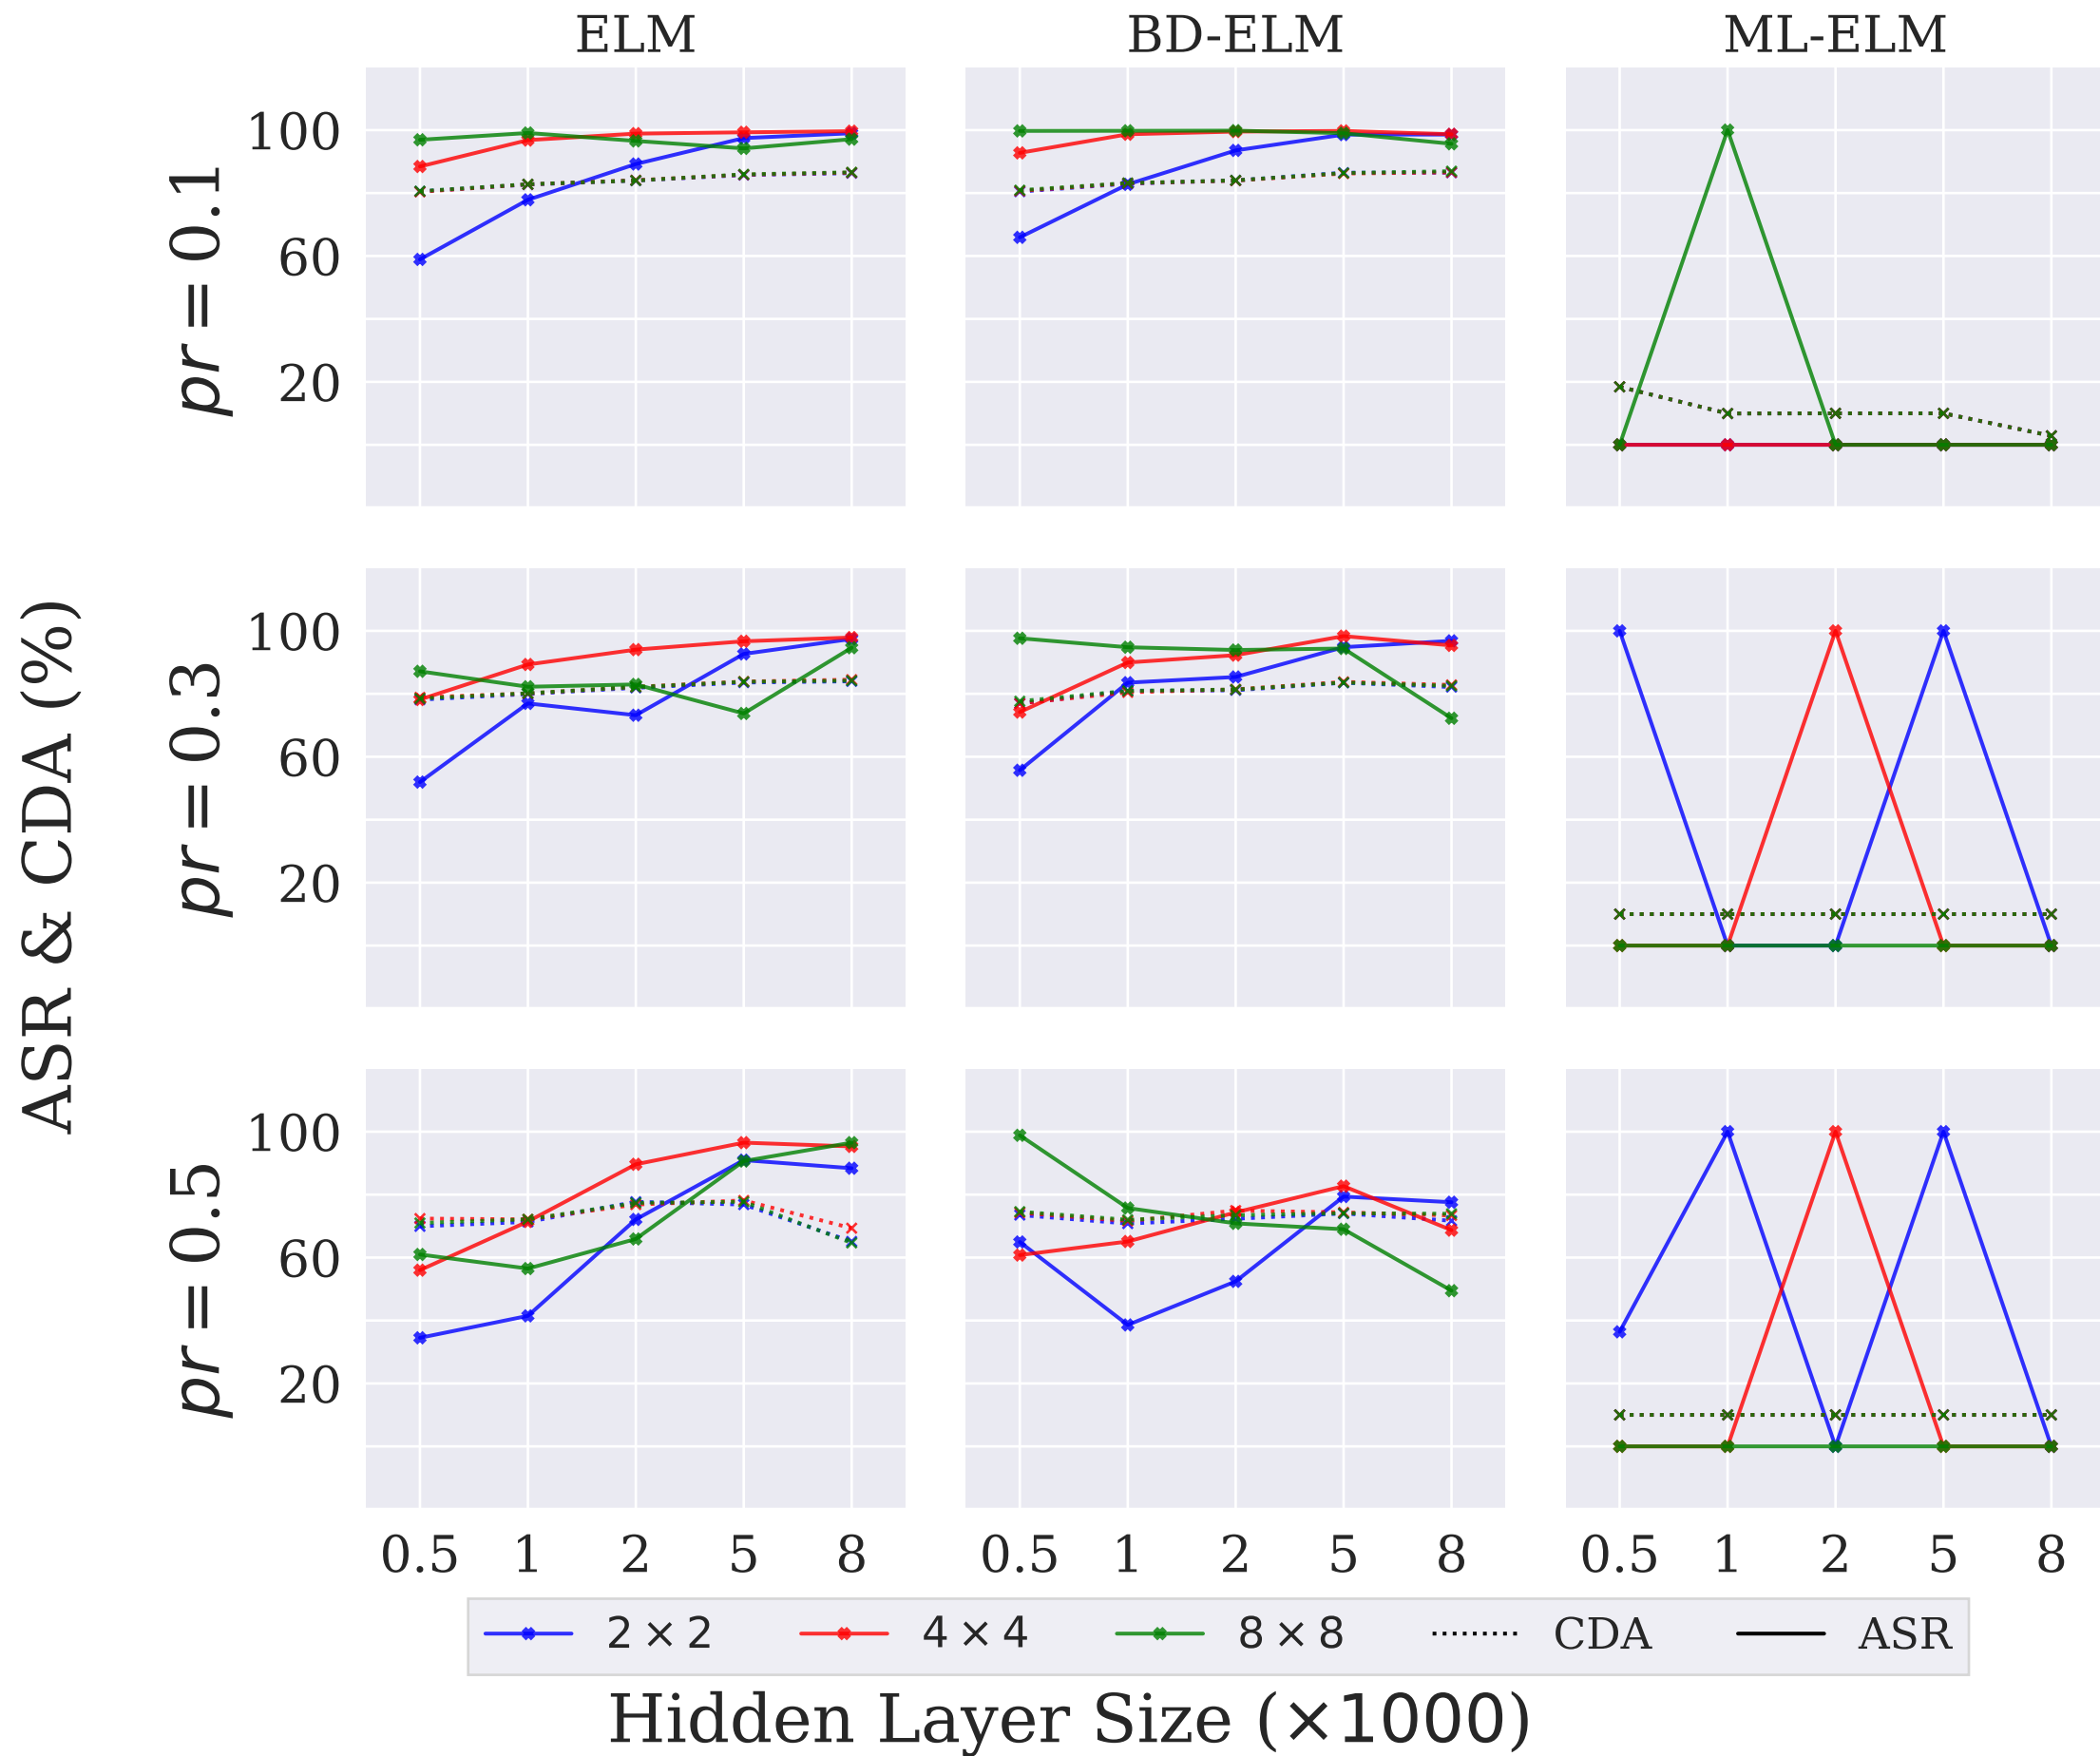 ELM BD-ELM ML-ELM
ASR & CDA (%)
pr = 0.1
100
60
20
pr = 0.3
100
60
20
pr = 0.5
100
60
20
0.5 1 2 5 8 0.5 1 2 5 8 0.5 1 2 5 8
2 × 2 4 × 4 8 × 8 CDA ASR
Hidden Layer Size (×1000)